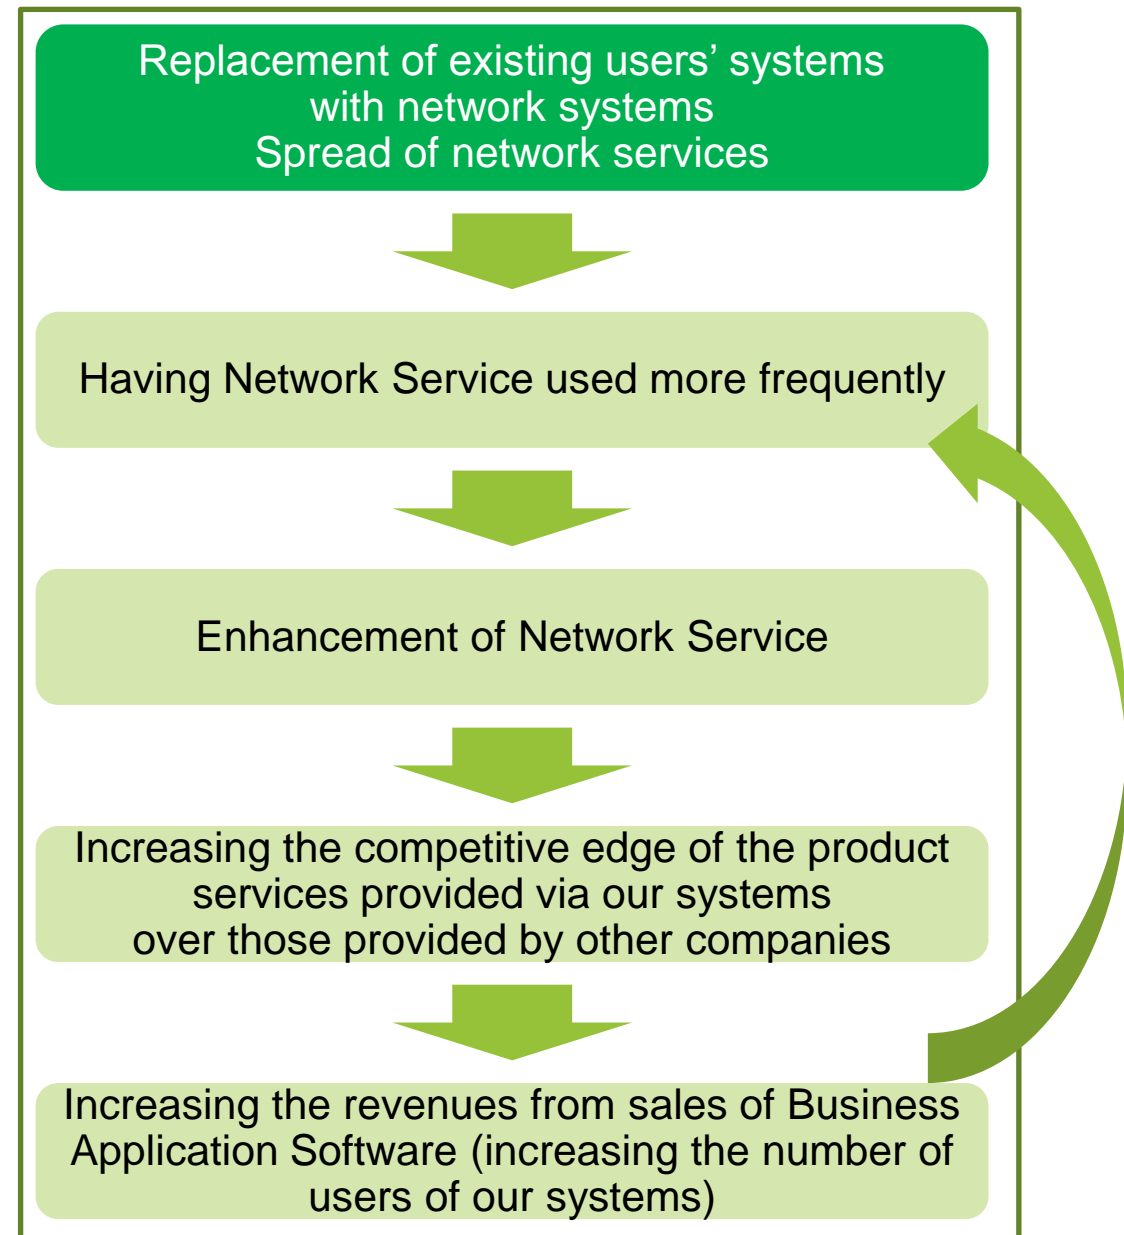 Replacement of existing users’ systems
with network systems
Spread of network services
Having Network Service used more frequently
Enhancement of Network Service
Increasing the competitive edge of the product
services provided via our systems
over those provided by other companies
Increasing the revenues from sales of Business
Application Software (increasing the number of
users of our systems)